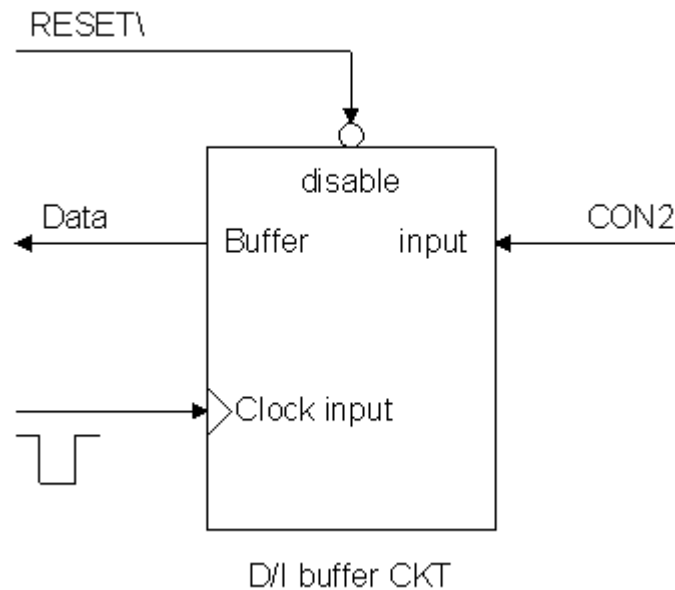 RESET\
disable
Data
Buffer
input
CON2
Clock input
D/I buffer CKT